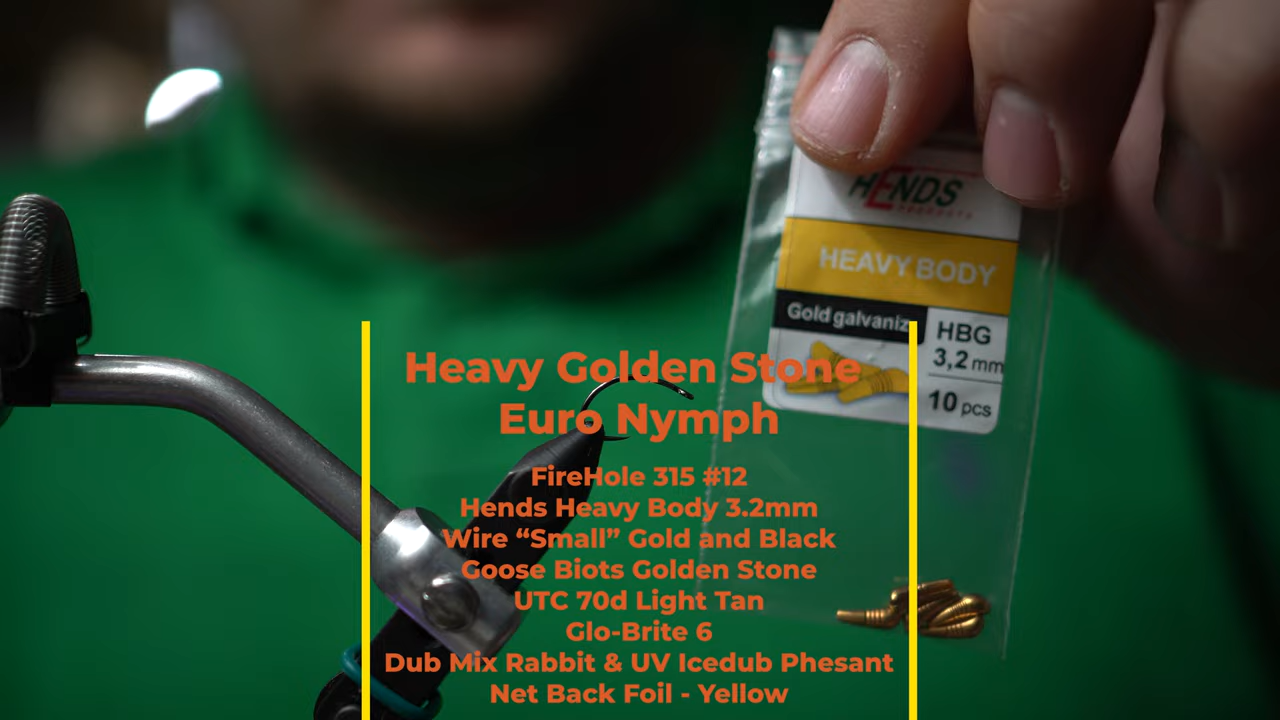 HENDS
PRODUCTS
HEAVY BODY
Gold galvaniz
HBG
3,2 mm
10 pcs
Heavy Golden Stone
Euro Nymph
FireHole 315 #12
Hends Heavy Body 3.2mm
Wire “Small” Gold and Black
Goose Biots Golden Stone
UTC 70d Light Tan
Glo-Brite 6
Dub Mix Rabbit & UV Icedub Phesant
Net Back Foil - Yellow